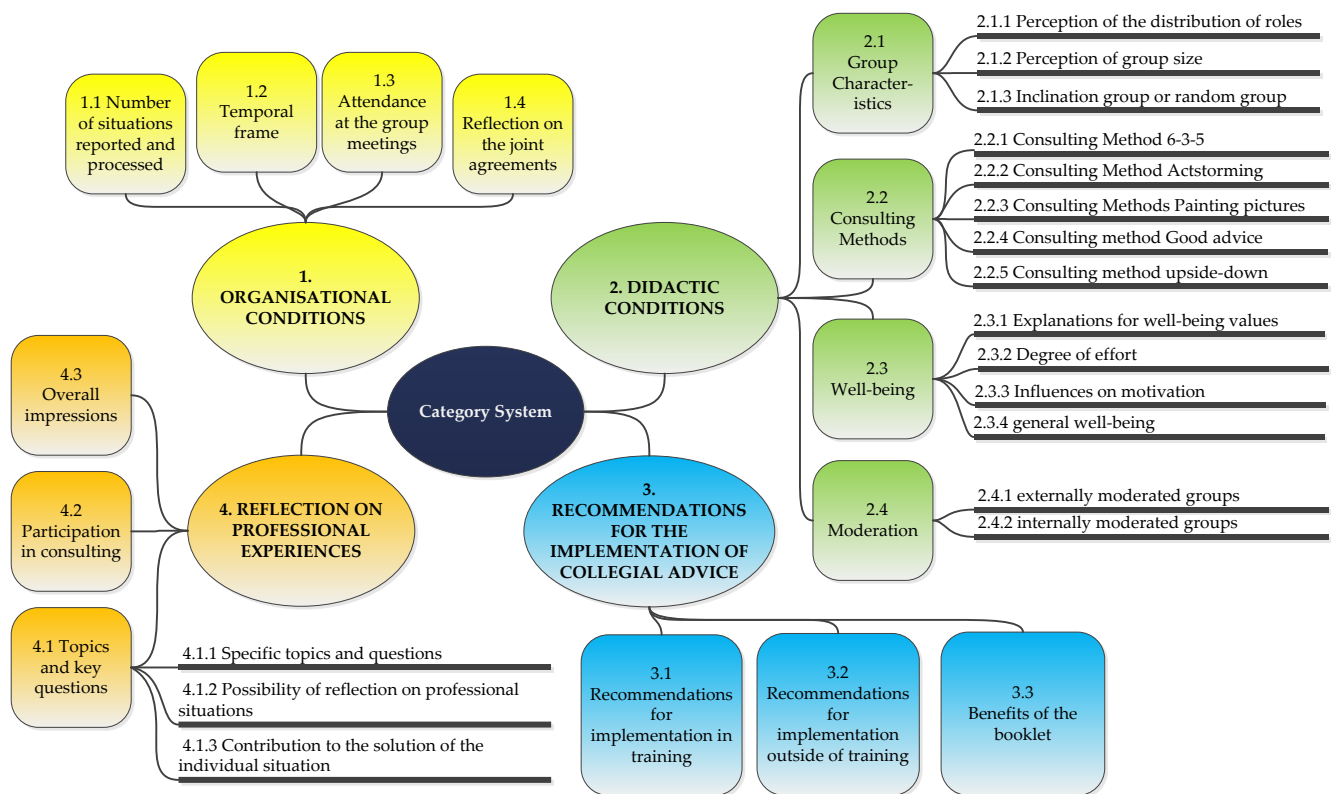 1.1 Number
of situations
reported and
processed
1.2
Temporal
frame
1.3
Attendance
at the group
meetings
1.4
Reflection on
the joint
agreements
1.
ORGANISATIONAL
CONDITIONS
2. DIDACTIC
CONDITIONS
2.1
Group
Character-
istics
2.1.1 Perception of the distribution of roles
2.1.2 Perception of group size
2.1.3 Inclination group or random group
2.2
Consulting
Methods
2.2.1 Consulting Method 6-3-5
2.2.2 Consulting Method Actstorming
2.2.3 Consulting Methods Painting pictures
2.2.4 Consulting method Good advice
2.2.5 Consulting method upside-down
2.3
Well-being
2.3.1 Explanations for well-being values
2.3.2 Degree of effort
2.3.3 Influences on motivation
2.3.4 general well-being
2.4
Moderation
2.4.1 externally moderated groups
2.4.2 internally moderated groups
Category System
3.
RECOMMENDATIONS
FOR THE
IMPLEMENTATION OF
COLLEGIAL ADVICE
3.1
Recommendations
for
implementation in
training
3.2
Recommendations
for
implementation
outside of training
3.3
Benefits of the
booklet
4. REFLECTION ON
PROFESSIONAL
EXPERIENCES
4.3
Overall
impressions
4.2
Participation
in consulting
4.1 Topics
and key
questions
4.1.1 Specific topics and questions
4.1.2 Possibility of reflection on professional
situations
4.1.3 Contribution to the solution of the
individual situation